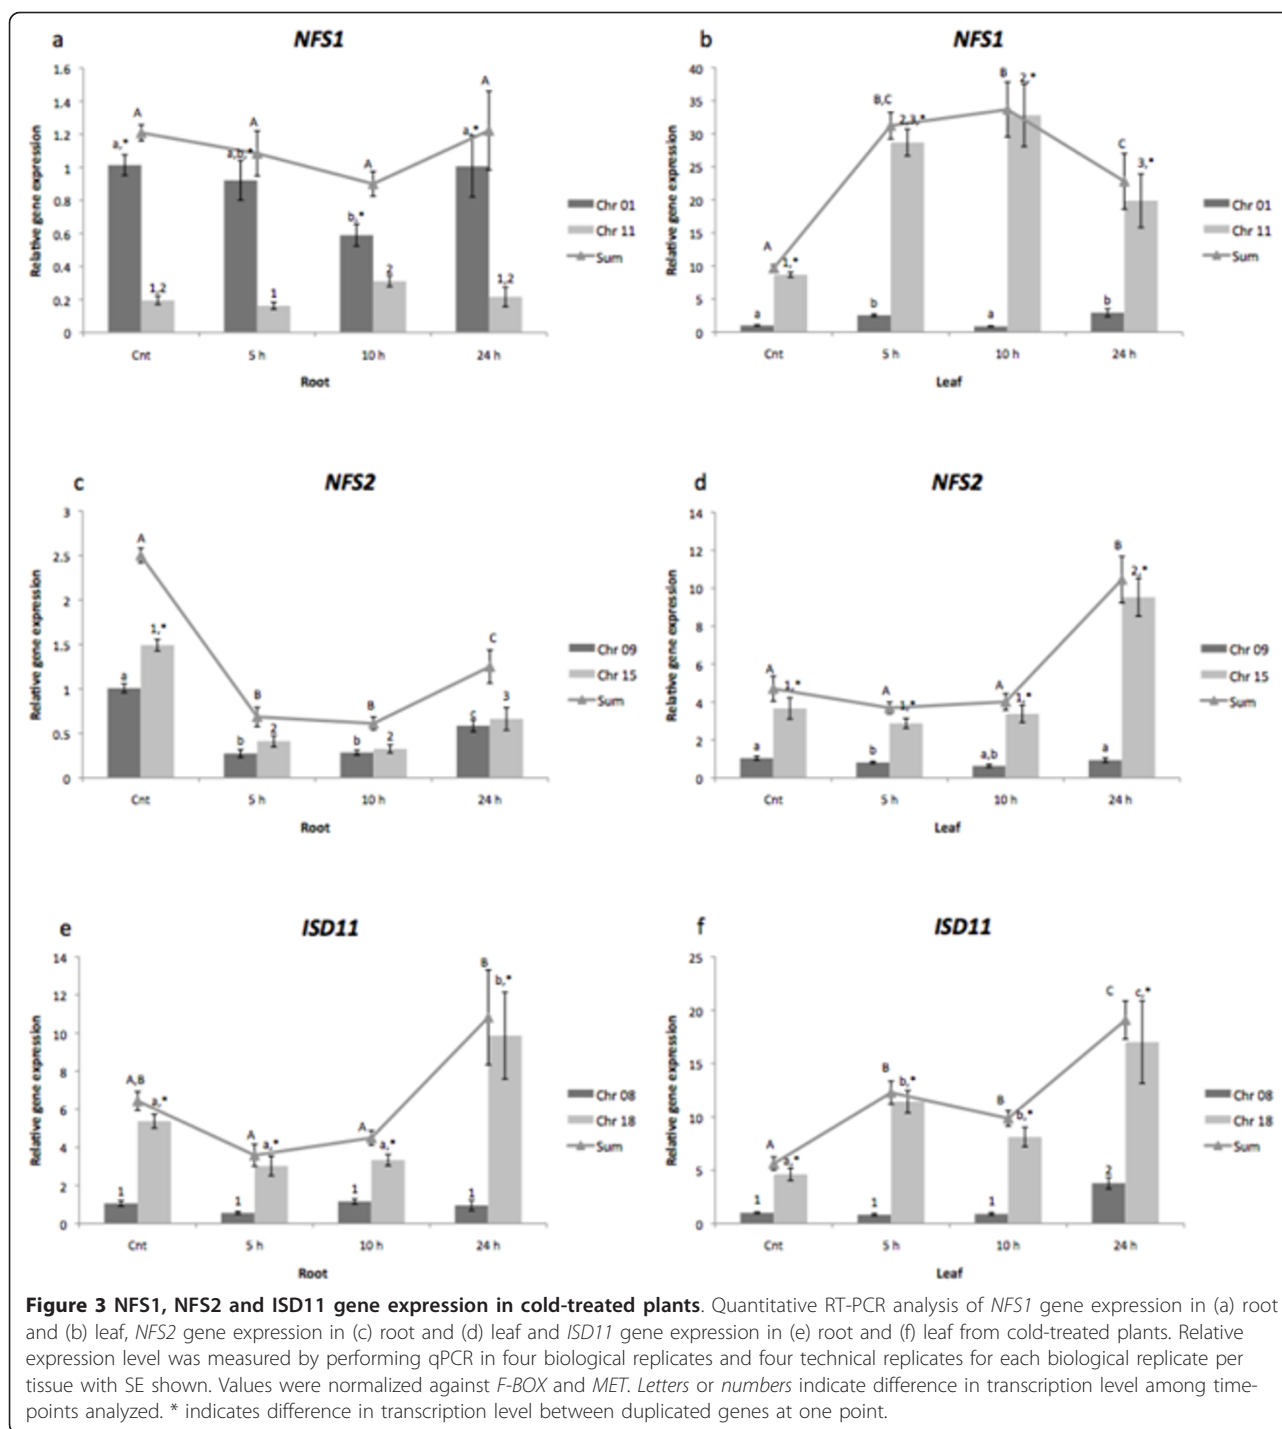 a
NFS1
1.6
1.4
1.2
1
0.8
0.6
0.4
0.2
0
Relative gene expression
a,*
A
1,2
a,b,*
A
1
b,*
A
2
a,*
A
1,2
Cnt
5 h
10 h
24 h
Root
Chr 01
Chr 11
Sum
b
NFS1
40
35
30
25
20
15
10
5
0
Relative gene expression
a
A
1,*
b
B,C
2,3,*
a
B
2,*
b
C
3,*
Cnt
5 h
10 h
24 h
Leaf
Chr 01
Chr 11
Sum
c
NFS2
3
2.5
2
1.5
1
0.5
0
Relative gene expression
a
A
1,*
b
B
2
b
B
2
c
C
3
Cnt
5 h
10 h
24 h
Root
Chr 09
Chr 15
Sum
d
NFS2
14
12
10
8
6
4
2
0
Relative gene expression
a
A
1,*
b
A
1,*
a,b
A
1,*
a
B
2,*
Cnt
5 h
10 h
24 h
Leaf
Chr 09
Chr 15
Sum
e
ISD11
14
12
10
8
6
4
2
0
Relative gene expression
1
A,B
a,*
1
A
a,*
1
A
a,*
1
B
b,*
Cnt
5 h
10 h
24 h
Root
Chr 08
Chr 18
Sum
f
ISD11
25
20
15
10
5
0
Relative gene expression
1
A
a,*
1
B
b,*
1
B
b,*
2
C
c,*
Cnt
5 h
10 h
24 h
Leaf
Chr 08
Chr 18
Sum
Figure 3 NFS1, NFS2 and ISD11 gene expression in cold-treated plants. Quantitative RT-PCR analysis of NFS1 gene expression in (a) root
and (b) leaf, NFS2 gene expression in (c) root and (d) leaf and ISD11 gene expression in (e) root and (f) leaf from cold-treated plants. Relative
expression level was measured by performing qPCR in four biological replicates and four technical replicates for each biological replicate per
tissue with SE shown. Values were normalized against F-BOX and MET. Letters or numbers indicate difference in transcription level among time-
points analyzed. * indicates difference in transcription level between duplicated genes at one point.